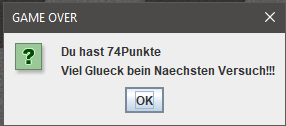 GAME OVER
Du hast 74Punkte
Viel Glueck bein Naechsten Versuch!!!
OK